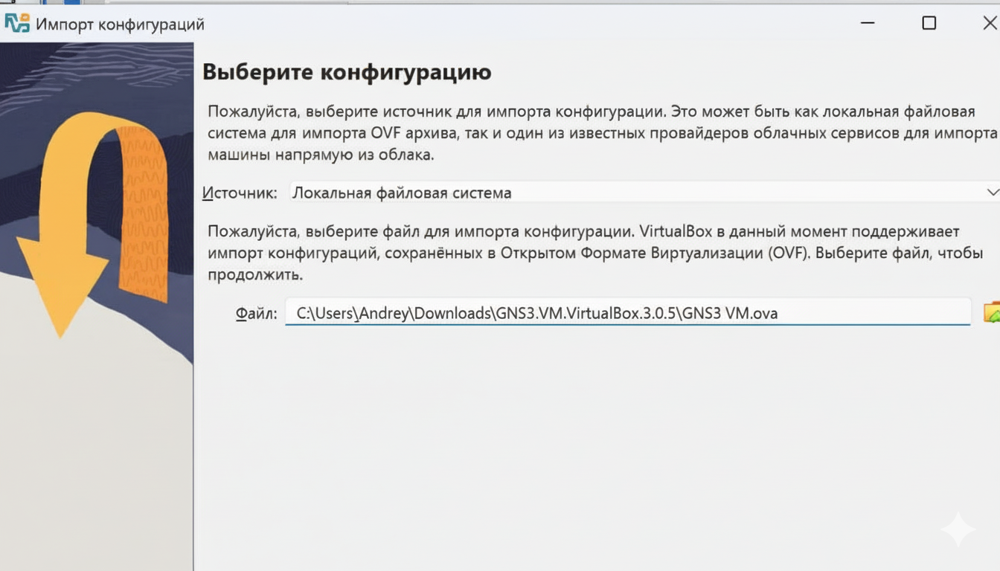 Импорт конфигураций
Выберите конфигурацию
Пожалуйста, выберите источник для импорта конфигурации. Это может быть как локальная файловая
система для импорта OVF архива, так и один из известных провайдеров облачных сервисов для импорта
машины напрямую из облака.
Источник: Локальная файловая система
Пожалуйста, выберите файл для импорта конфигурации. VirtualBox в данный момент поддерживает
импорт конфигураций, сохранённых в Открытом Формате Виртуализации (OVF). Выберите файл, чтобы
продолжить.
Файл: C:\Users\Andrey\Downloads\GNS3.VM.VirtualBox.3.0.5\GNS3 VM.ova